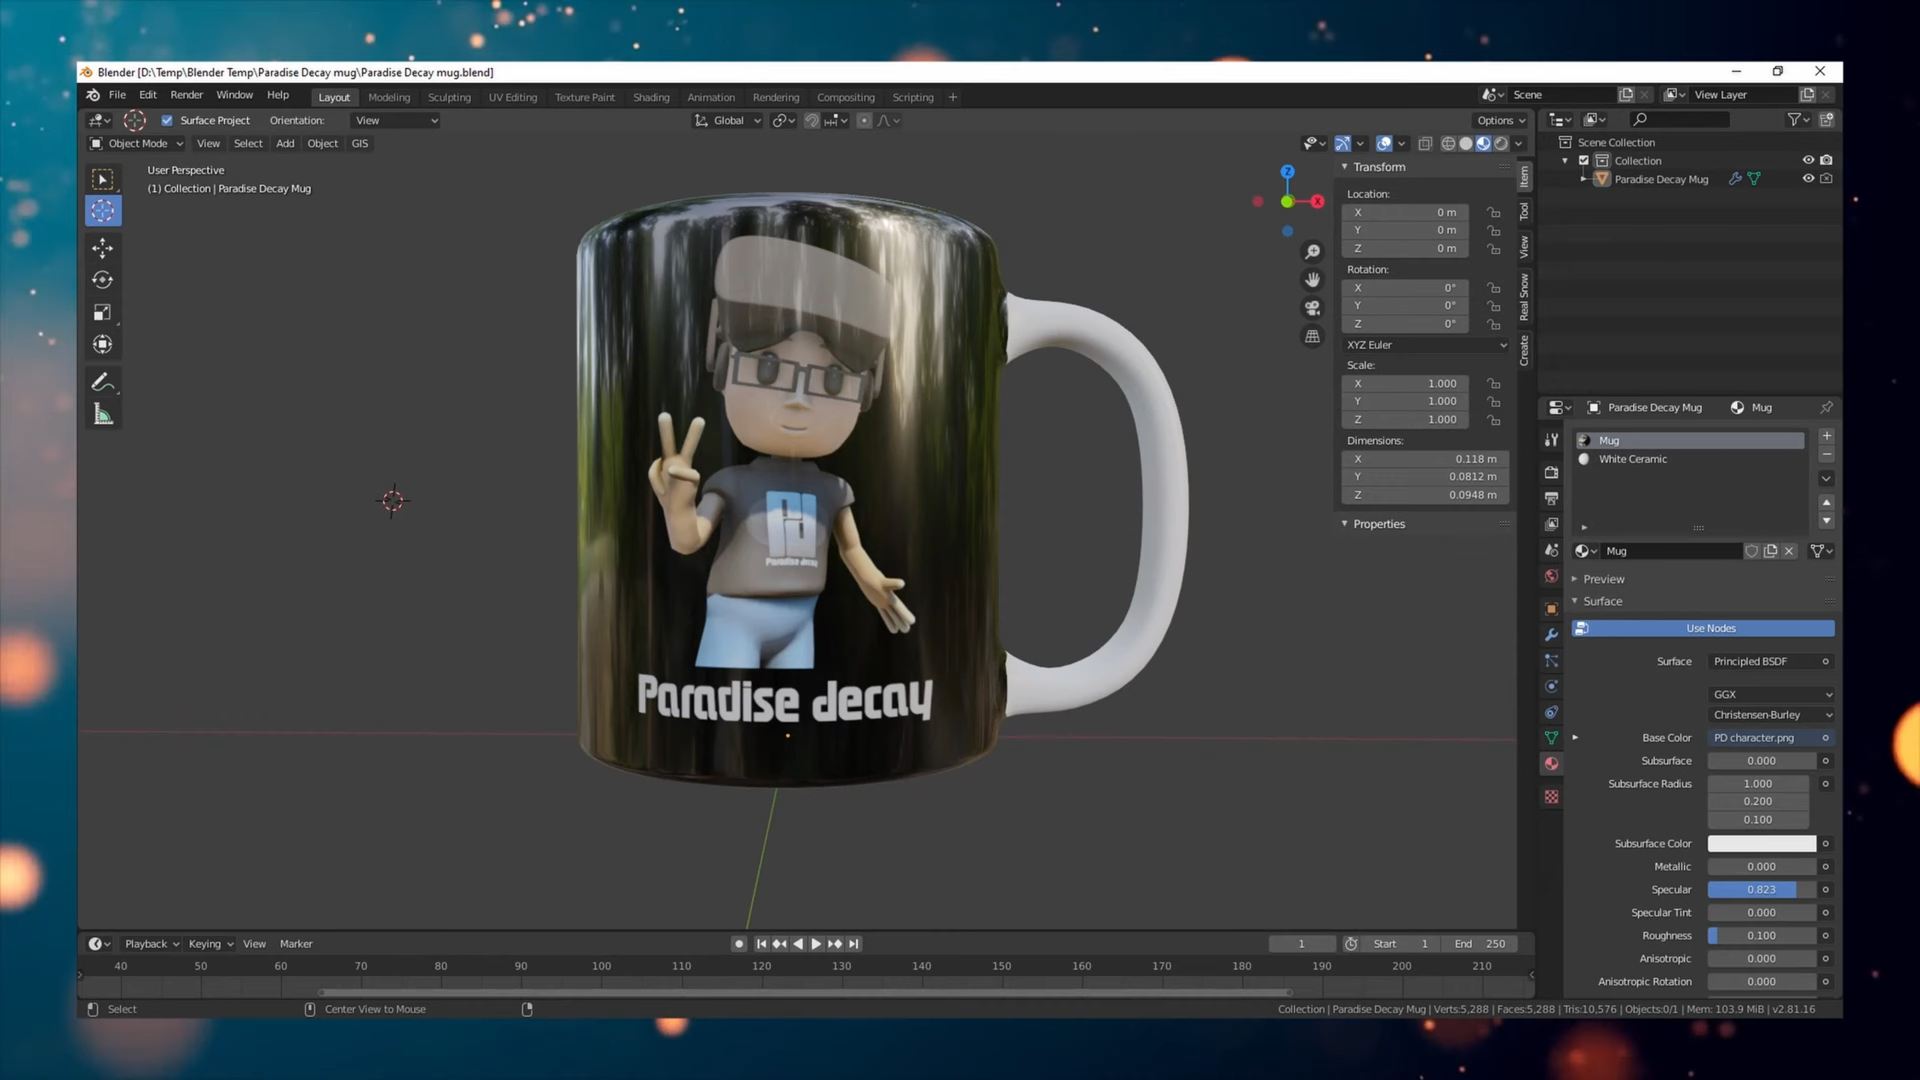 Blender [D:\Temp\Blender Temp\Paradise Decay mug\Paradise Decay mug.blend]
File Edit Render Window Help Layout Modeling Sculpting UV Editing Texture Paint Shading Animation Rendering Compositing Scripting + Scene View Layer
Surface Project Orientation: View Global Options
Object Mode View Select Add Object GIS
User Perspective
(1) Collection | Paradise Decay Mug
Z
X
Paradise decay
Paradise decay
Transform
Location:
X 0 m
Y 0 m
Z 0 m
Rotation:
X 0°
Y 0°
Z 0°
XYZ Euler
Scale:
X 1.000
Y 1.000
Z 1.000
Dimensions:
X 0.118 m
Y 0.0812 m
Z 0.0948 m
Properties
Item
Tool
View
Real Snow
Create
Scene Collection
Collection
Paradise Decay Mug
Paradise Decay Mug Mug
Mug
White Ceramic
Mug
Preview
Surface
Use Nodes
Surface Principled BSDF
GGX
Christensen-Burley
Base Color PD character.png
Subsurface 0.000
Subsurface Radius 1.000
0.200
0.100
Subsurface Color
Metallic 0.000
Specular 0.823
Specular Tint 0.000
Roughness 0.100
Anisotropic 0.000
Anisotropic Rotation 0.000
Playback Keying View Marker 1 Start 1 End 250
40 50 60 70 80 90 100 110 120 130 140 150 160 170 180 190 200 210
Select Center View to Mouse Collection | Paradise Decay Mug | Verts:5,288 | Faces:5,288 | Tris:10,576 | Objects:0/1 | Mem: 103.9 MiB | v2.81.16